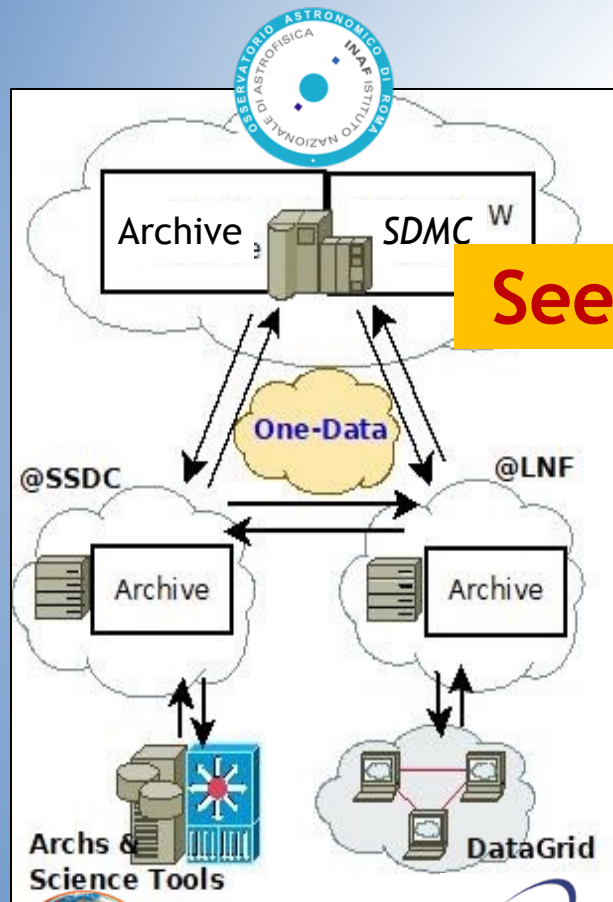 OSSERVATORIO ASTRONOMICO DI ROMA
INAF ISTITUTO NAZIONALE DI ASTROFISICA
Archive
SDMC
W
e
See
One-Data
@SSDC
@LNF
Archive
Archive
Archs &
Science Tools
DataGrid